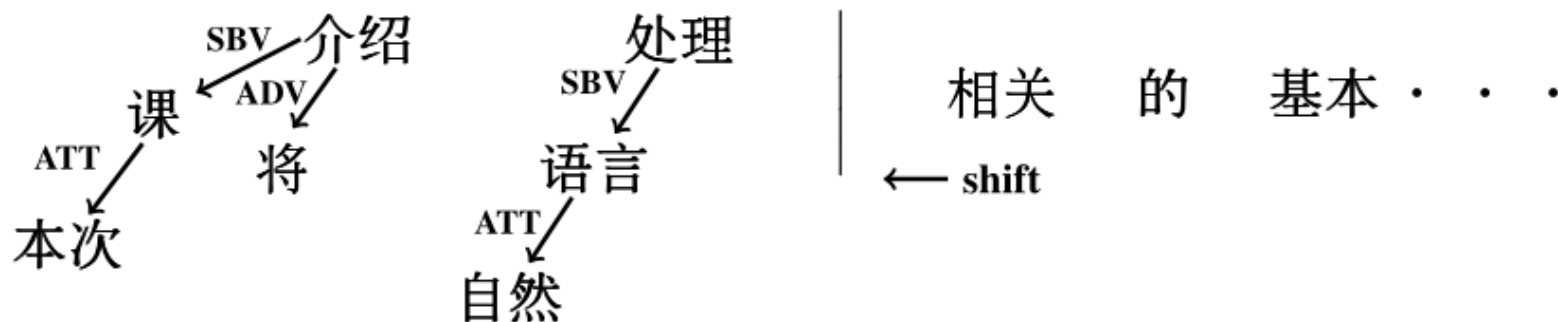 SBV 介绍 处理
ADV SBV 相关 的 基本 · · ·
课
ATT 将 语言 ← shift
本次 ATT
自然